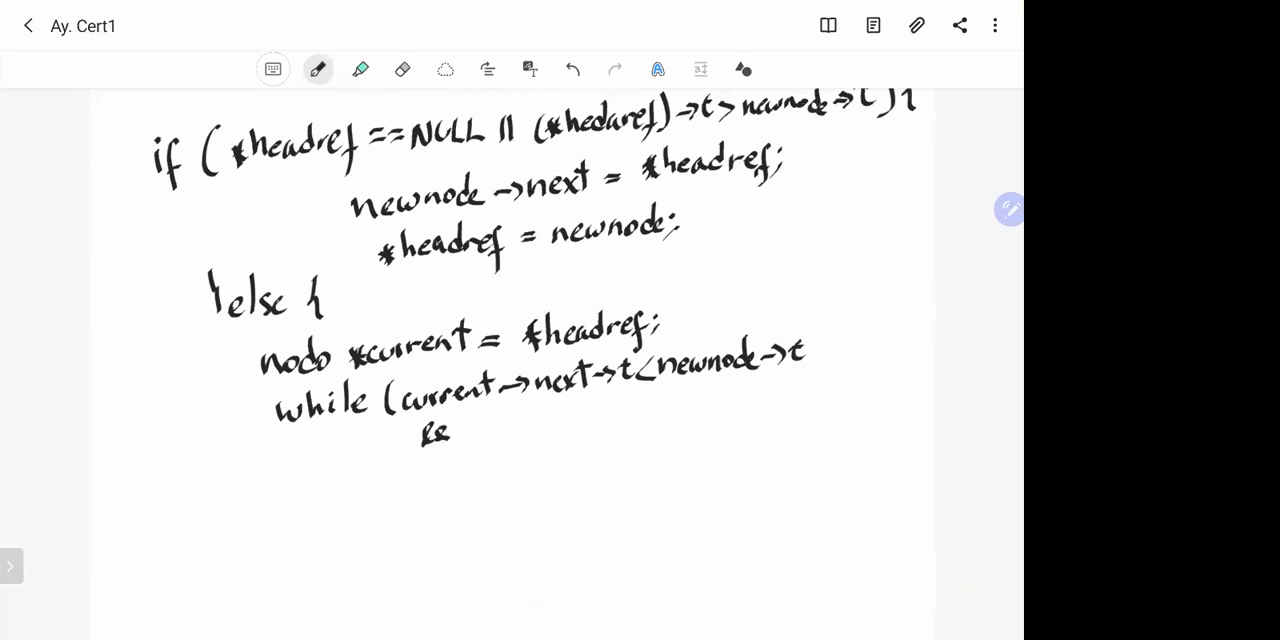 Ay. Cert1
if (*headref ==NULL || (*hedaref)->t > newnode->t){
newnode->next = *headref;
*headref = newnode;
}else {
nodo *current = *headref;
while (current->next->t<newnode->t
&&